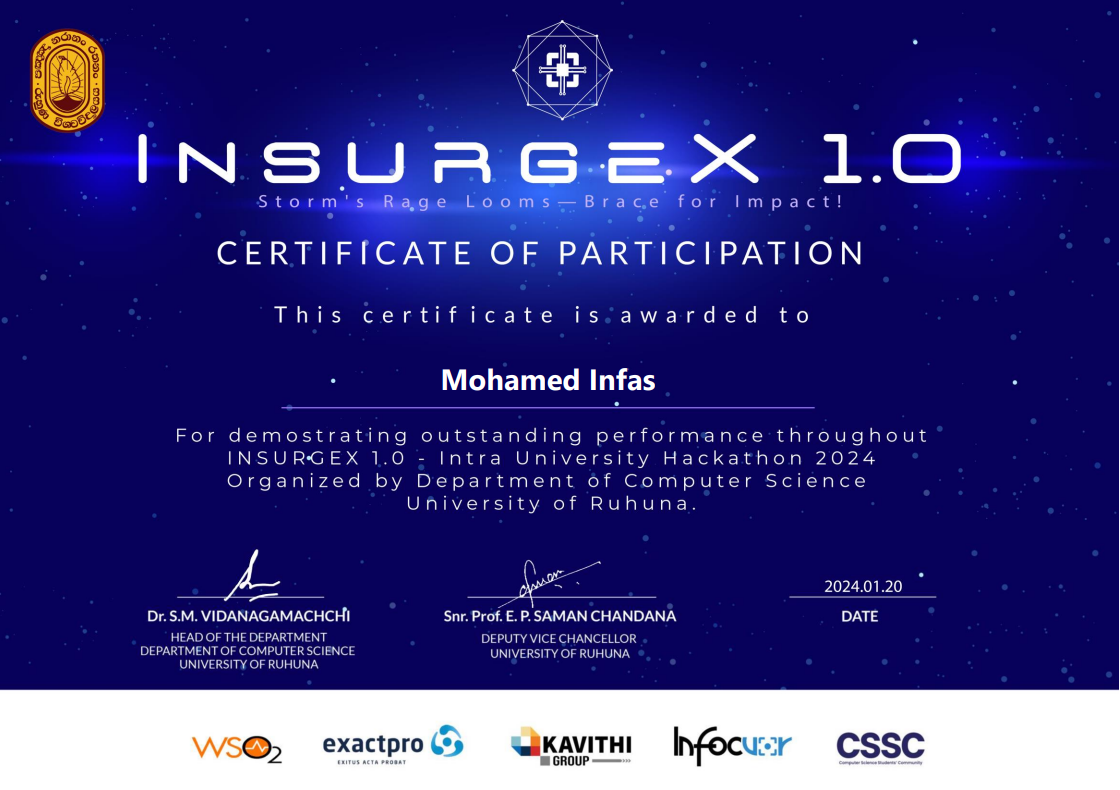 INSURGEX 1.0
Storm's Rage Looms—Brace for Impact!
CERTIFICATE OF PARTICIPATION
This certificate is awarded to
Mohamed Infas
For demostrating outstanding performance throughout
INSURGEX 1.0 - Intra University Hackathon 2024
Organized by Department of Computer Science
University of Ruhuna.
Dr. S.M. VIDANAGAMACHCHI
HEAD OF THE DEPARTMENT
DEPARTMENT OF COMPUTER SCIENCE
UNIVERSITY OF RUHUNA
Snr. Prof. E. P. SAMAN CHANDANA
DEPUTY VICE CHANCELLOR
UNIVERSITY OF RUHUNA
2024.01.20
DATE
WSO2
exactpro
EXITUS ACTA PROBAT
KAVITHI
GROUP
Infocuor
CSSC
Computer Science Students' Community